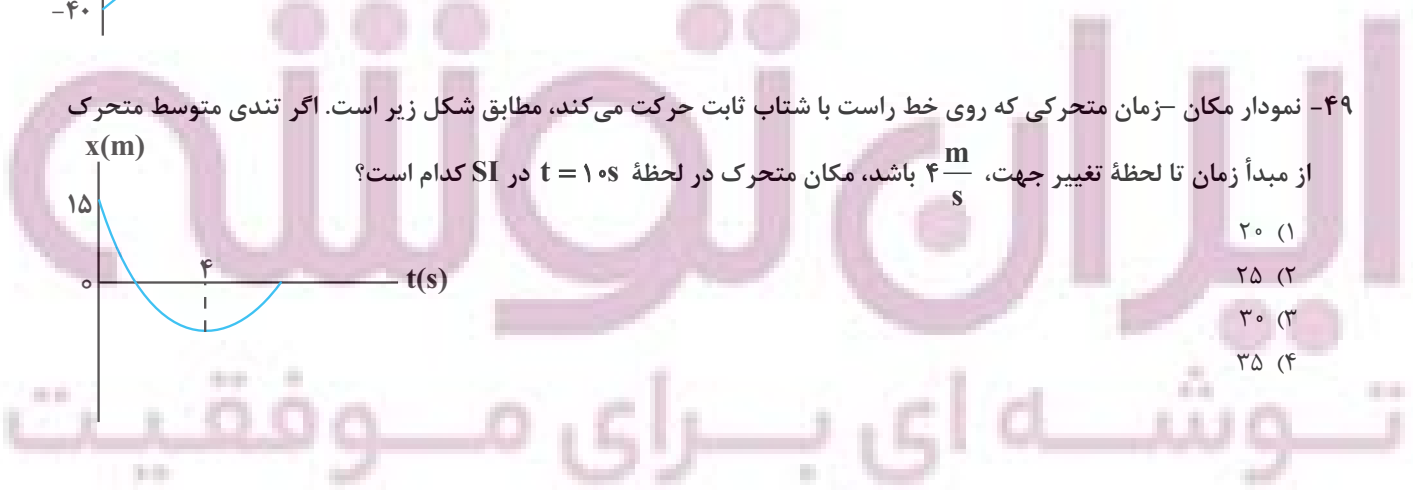 -۴۰
۴۹- نمودار مکان –زمان متحرکی که روی خط راست با شتاب ثابت حرکت می‌کند، مطابق شکل زیر است. اگر تندی متوسط متحرک
از مبدأ زمان تا لحظهٔ تغییر جهت، ۴ m/s باشد، مکان متحرک در لحظهٔ t = ۱۰s در SI کدام است؟
x(m)
۱۵
۰
۴
t(s)
۱) ۲۰
۲) ۲۵
۳) ۳۰
۴) ۳۵
ایران توشه
توشه ای برای موفقیت